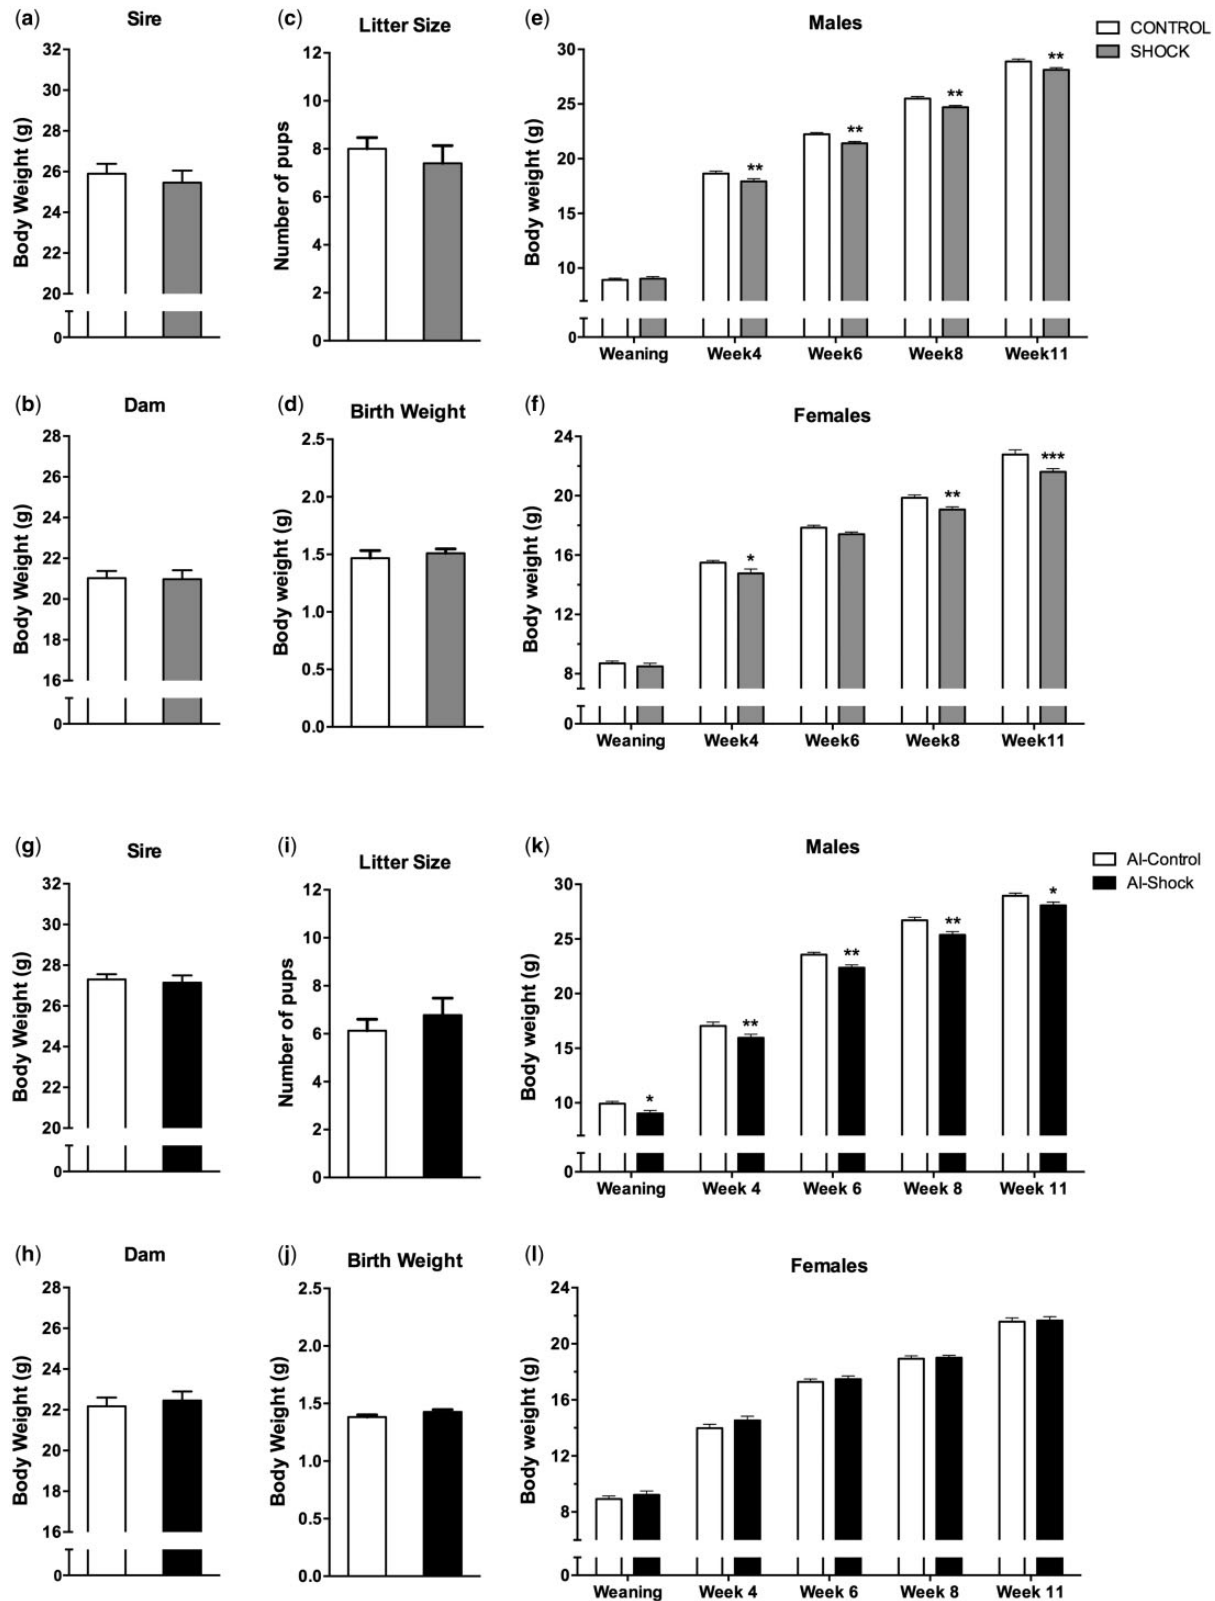 (a) Sire
Body Weight (g)
32
30
28
26
24
22
20
0
(c) Litter Size
Number of pups
12
10
8
6
4
2
0
(e) Males
CONTROL
SHOCK
Body weight (g)
30
25
20
15
10
0
** ** ** **
Weaning Week4 Week6 Week8 Week11
(b) Dam
Body Weight (g)
28
26
24
22
20
18
16
0
(d) Birth Weight
Body weight (g)
2.5
2.0
1.5
1.0
0.5
0.0
(f) Females
Body weight (g)
24
20
16
12
8
0
* ** ***
Weaning Week4 Week6 Week8 Week11
(g) Sire
Body Weight (g)
32
30
28
26
24
22
20
0
(i) Litter Size
Number of pups
12
10
8
6
4
2
0
(k) Males
AI-Control
AI-Shock
Body weight (g)
30
25
20
15
10
0
* ** ** ** *
Weaning Week 4 Week 6 Week 8 Week 11
(h) Dam
Body Weight (g)
28
26
24
22
20
18
16
0
(j) Birth Weight
Body Weight (g)
2.5
2.0
1.5
1.0
0.5
0.0
(l) Females
Body weight (g)
24
20
16
12
8
0
Weaning Week 4 Week 6 Week 8 Week 11